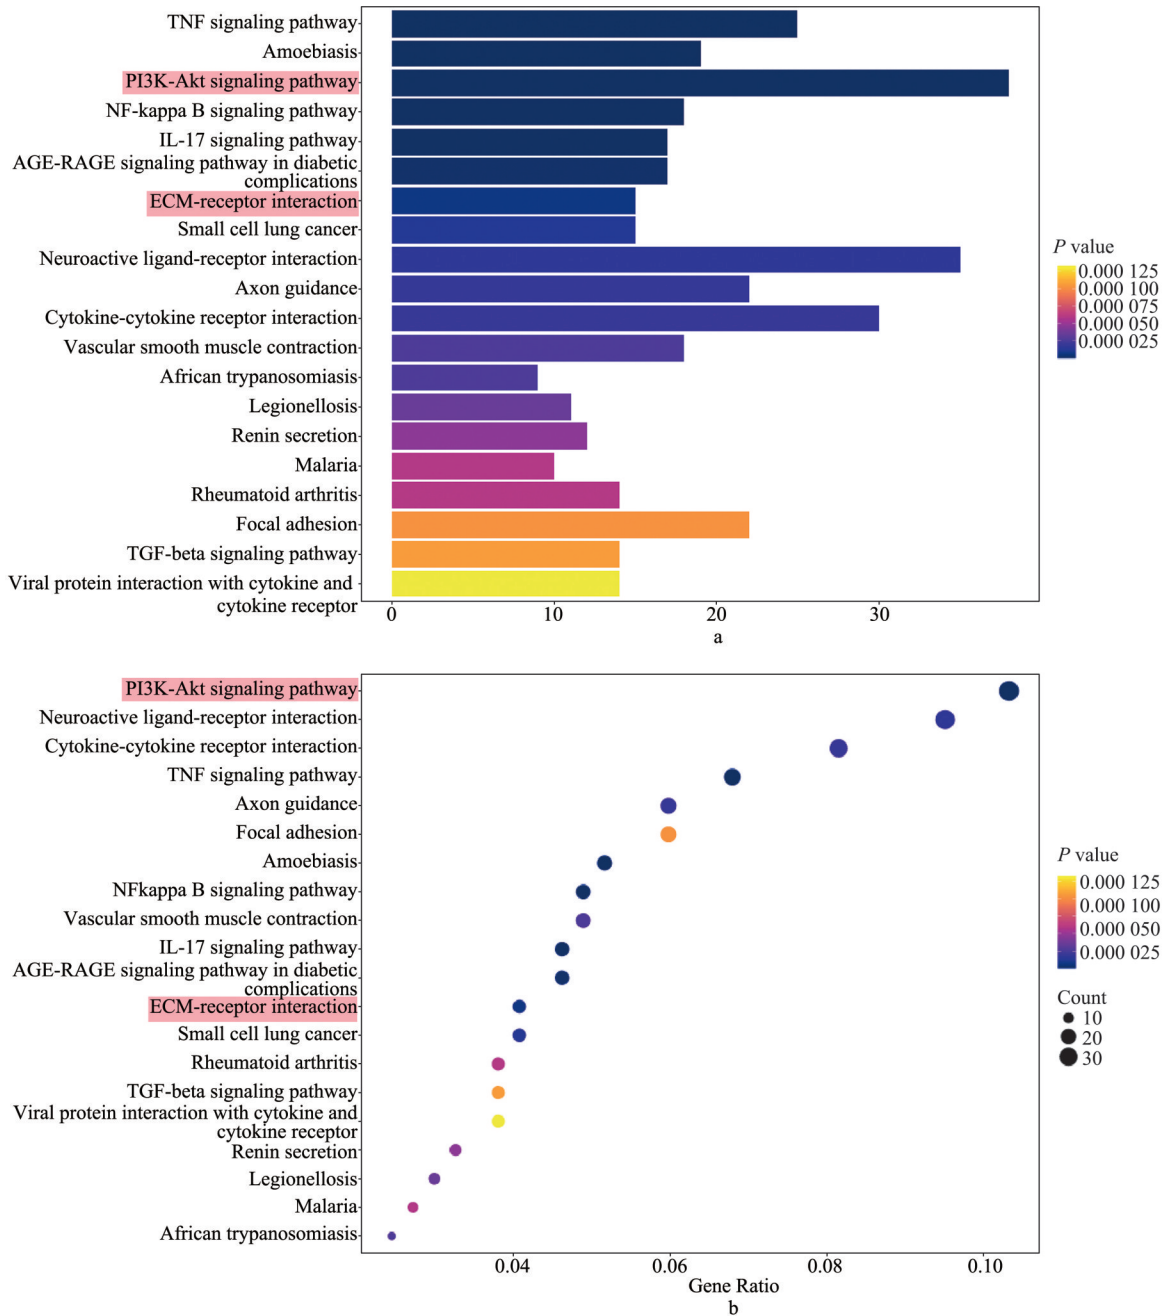 TNF signaling pathway
Amoebiasis
PI3K-Akt signaling pathway
NF-kappa B signaling pathway
IL-17 signaling pathway
AGE-RAGE signaling pathway in diabetic
complications
ECM-receptor interaction
Small cell lung cancer
Neuroactive ligand-receptor interaction
Axon guidance
Cytokine-cytokine receptor interaction
Vascular smooth muscle contraction
African trypanosomiasis
Legionellosis
Renin secretion
Malaria
Rheumatoid arthritis
Focal adhesion
TGF-beta signaling pathway
Viral protein interaction with cytokine and
cytokine receptor
0 10 20 30
a
P value
0.000 125
0.000 100
0.000 075
0.000 050
0.000 025
PI3K-Akt signaling pathway
Neuroactive ligand-receptor interaction
Cytokine-cytokine receptor interaction
TNF signaling pathway
Axon guidance
Focal adhesion
Amoebiasis
NFkappa B signaling pathway
Vascular smooth muscle contraction
IL-17 signaling pathway
AGE-RAGE signaling pathway in diabetic
complications
ECM-receptor interaction
Small cell lung cancer
Rheumatoid arthritis
TGF-beta signaling pathway
Viral protein interaction with cytokine and
cytokine receptor
Renin secretion
Legionellosis
Malaria
African trypanosomiasis
0.04 0.06 0.08 0.10
Gene Ratio
b
P value
0.000 125
0.000 100
0.000 050
0.000 025
Count
10
20
30